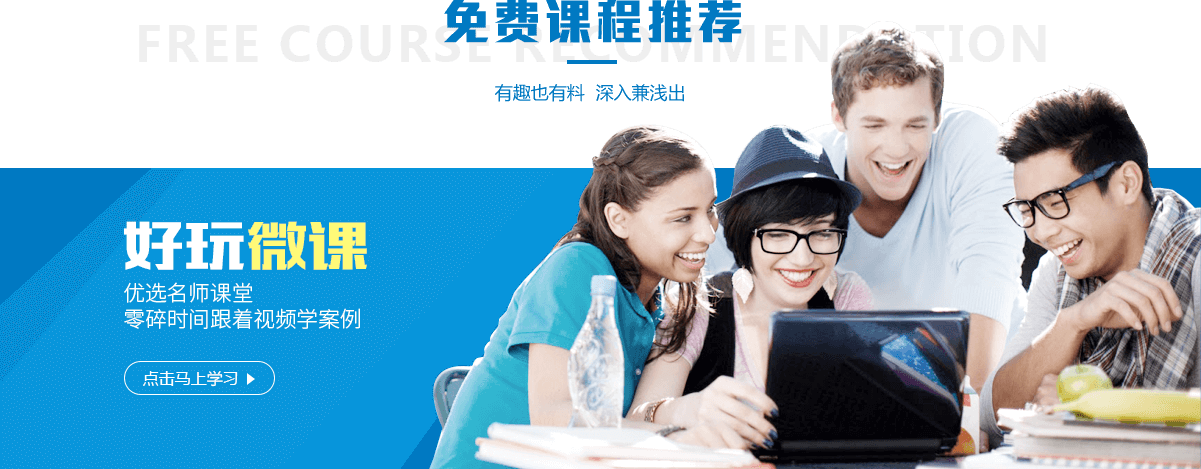 免费课程推荐
FREE COURSE RECOMMENDATION
有趣也有料 深入兼浅出
好玩微课
优选名师课堂
零碎时间跟着视频学案例
点击马上学习